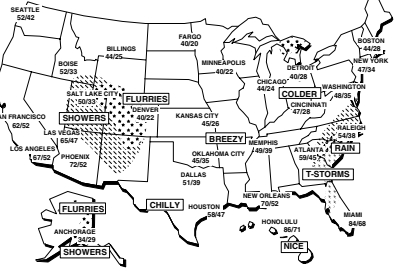 SEATTLE
52/42
FARGO
40/20
BILLINGS
44/25
BOSTON
44/28
NEW YORK
47/34
BOISE
52/33
MINNEAPOLIS
40/22
DETROIT
40/28
CHICAGO
44/24
COLDER
WASHINGTON
48/35
SALT LAKE CITY
50/33
FLURRIES
DENVER
40/22
CINCINNATI
47/28
SHOWERS
AN FRANCISCO
62/52
KANSAS CITY
45/26
LAS VEGAS
65/47
BREEZY
MEMPHIS
49/39
RALEIGH
54/38
RAIN
LOS ANGELES
67/52
PHOENIX
72/52
OKLAHOMA CITY
45/35
ATLANTA
59/45
T-STORMS
DALLAS
51/39
CHILLY
HOUSTON
58/47
NEW ORLEANS
70/52
FLURRIES
MIAMI
84/68
ANCHORAGE
34/29
SHOWERS
HONOLULU
86/71
NICE